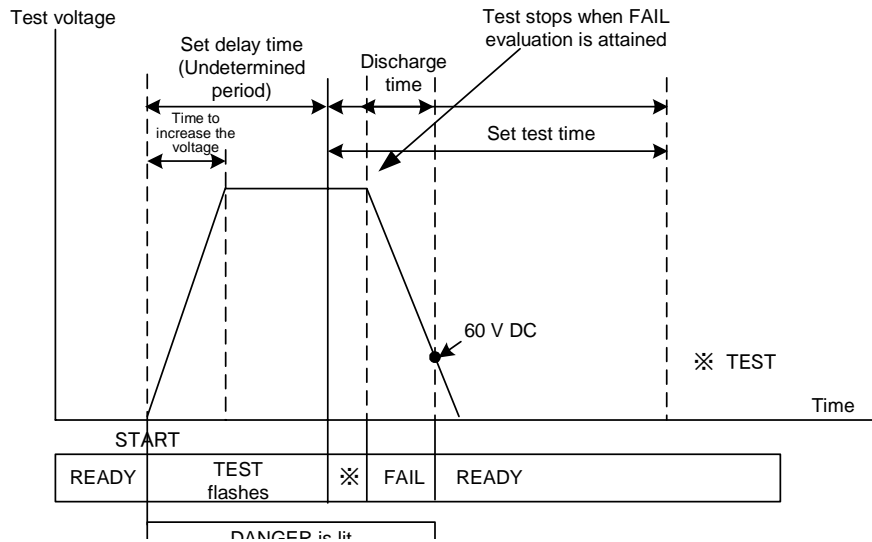 Test voltage
Test stops when FAIL
evaluation is attained
Set delay time
(Undetermined
period)
Discharge
time
Time to
increase the
voltage
Set test time
60 V DC
※ TEST
Time
START
READY
TEST
flashes
※
FAIL
READY
DANGER is lit